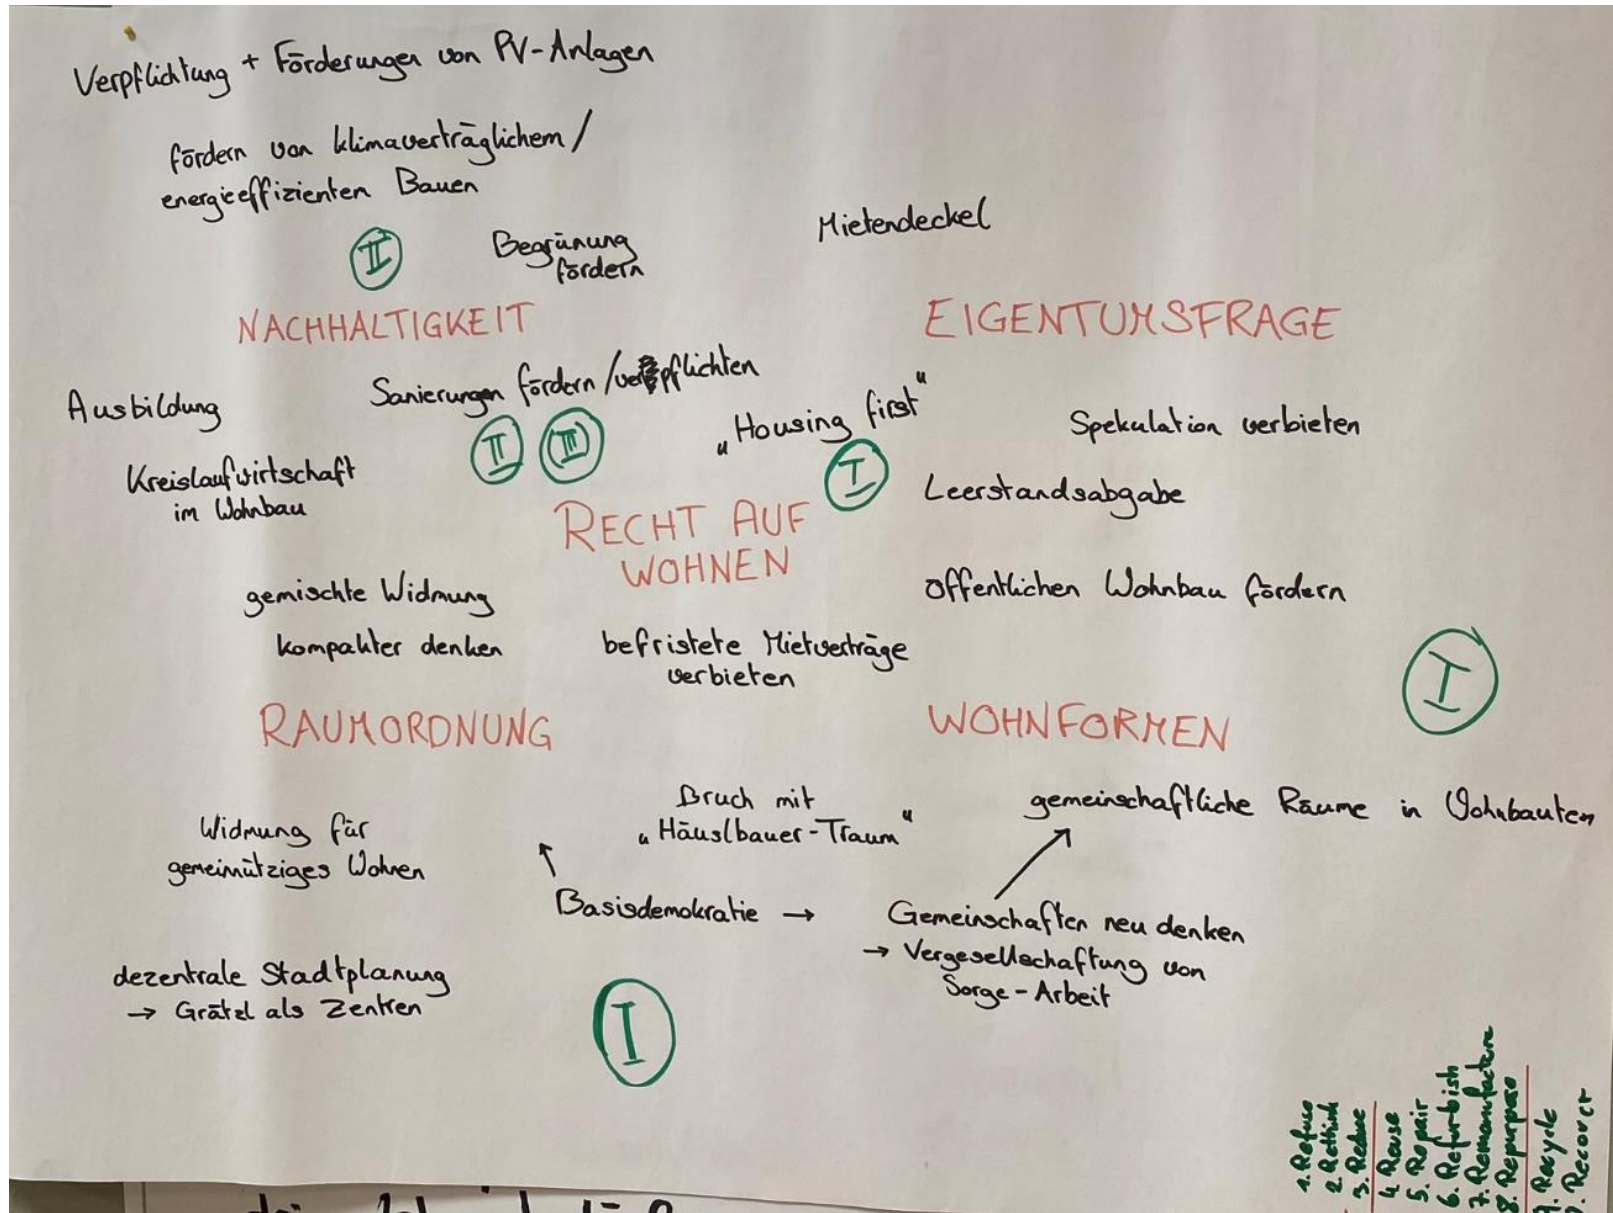 Verpflichtung + Förderungen von PV-Anlagen
fördern von klimaverträglichem /
energieeffizienten Bauen
II
Begrünung
fördern
Mietendeckel
NACHHALTIGKEIT
EIGENTUMSFRAGE
Sanierungen fördern / verpflichten
II III
Ausbildung
Kreislaufwirtschaft
im Wohnbau
„Housing first“
I
Spekulation verbieten
Leerstandsabgabe
RECHT AUF
WOHNEN
öffentlichen Wohnbau fördern
gemischte Widmung
kompakter denken
befristete Mietverträge
verbieten
I
RAUMORDNUNG
WOHNFORMEN
Widmung für
gemeinnütziges Wohnen
Bruch mit
„Häuslbauer-Traum“
gemeinschaftliche Räume in Wohnbauten
Basisdemokratie →
Gemeinschaften neu denken
→ Vergesellschaftung von
Sorge-Arbeit
dezentrale Stadtplanung
→ Grätzl als Zentren
I
1. Refuse
2. Rethink
3. Reduce
4. Reuse
5. Repair
6. Refurbish
7. Remanufacture
8. Repurpose
9. Recycle
0. Recover